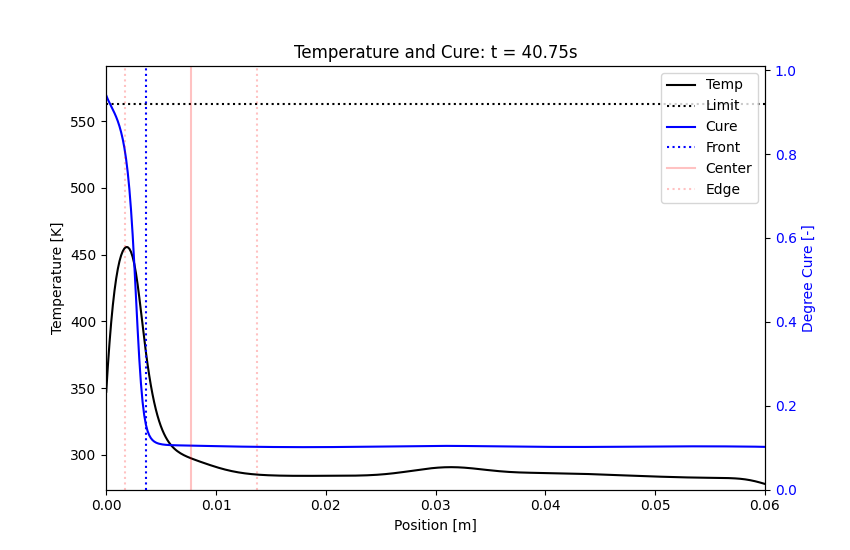 Temperature and Cure: t = 40.75s
Temp
Limit
Cure
Front
Center
Edge
Temperature [K]
550
500
450
400
350
300
Degree Cure [-]
1.0
0.8
0.6
0.4
0.2
0.0
0.00 0.01 0.02 0.03 0.04 0.05 0.06
Position [m]